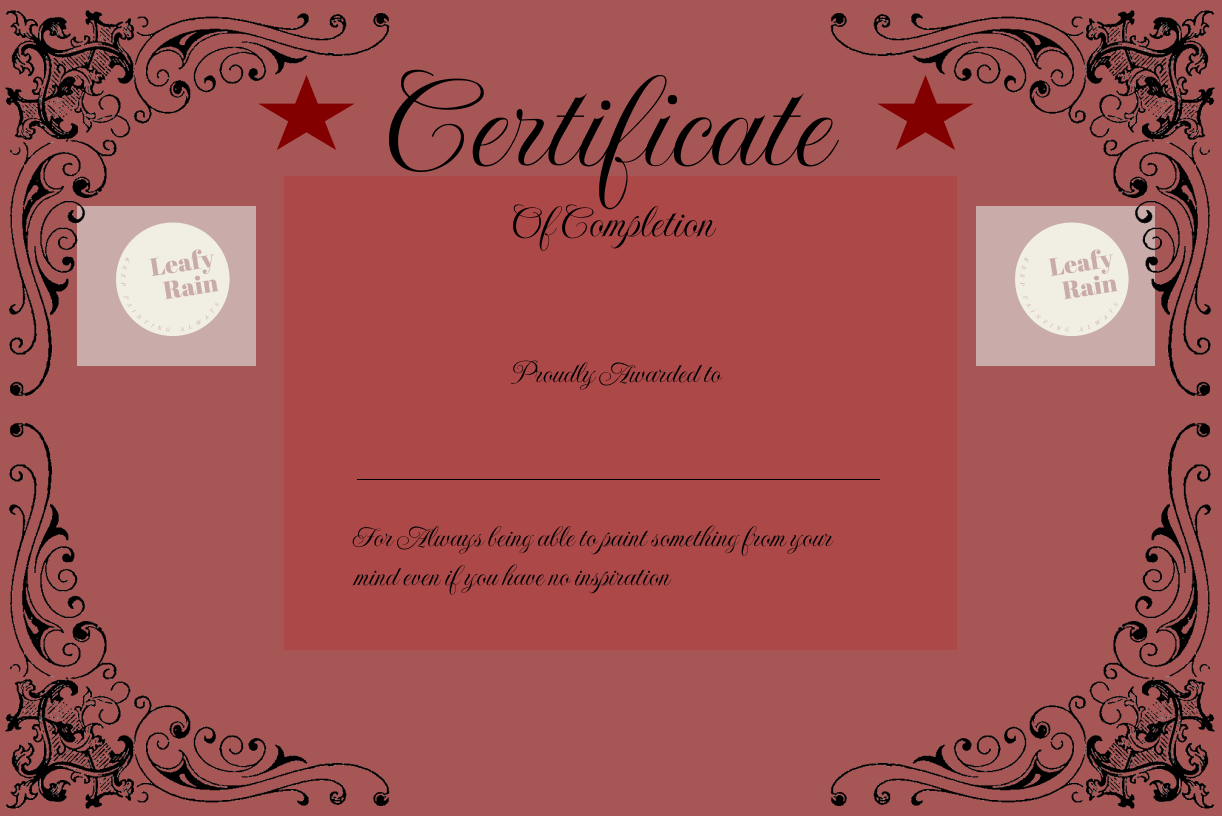 Certificate
Of Completion
Leafy
Rain
KEEP PAINTING ALWAYS
Leafy
Rain
KEEP PAINTING ALWAYS
Proudly Awarded to
For Always being able to paint something from your
mind even if you have no inspiration